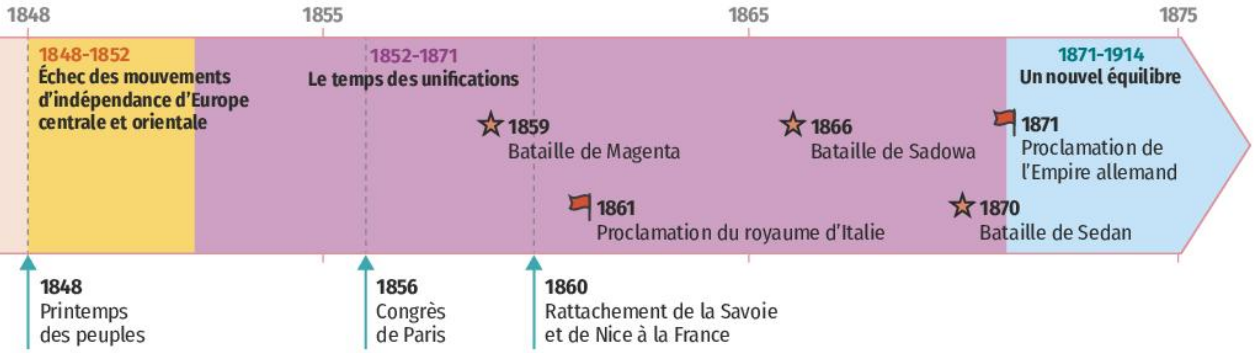 1848
1855
1865
1875
1848-1852
Échec des mouvements
d'indépendance d'Europe
centrale et orientale
1852-1871
Le temps des unifications
1871-1914
Un nouvel équilibre
1859
Bataille de Magenta
1866
Bataille de Sadowa
1871
Proclamation de
l'Empire allemand
1861
Proclamation du royaume d'Italie
1870
Bataille de Sedan
1848
Printemps
des peuples
1856
Congrès
de Paris
1860
Rattachement de la Savoie
et de Nice à la France